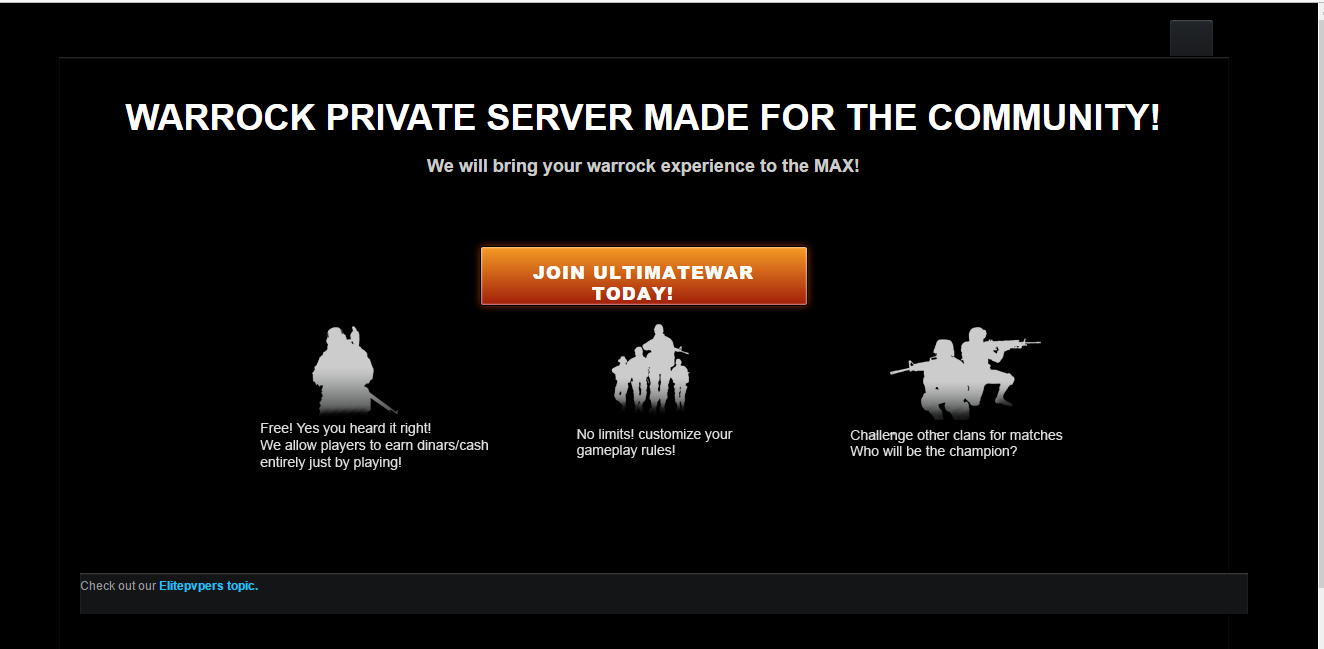 WARROCK PRIVATE SERVER MADE FOR THE COMMUNITY!
We will bring your warrock experience to the MAX!
JOIN ULTIMATEWAR
TODAY!
Free! Yes you heard it right!
We allow players to earn dinars/cash
entirely just by playing!
No limits! customize your
gameplay rules!
Challenge other clans for matches
Who will be the champion?
Check out our Elitepvpers topic.